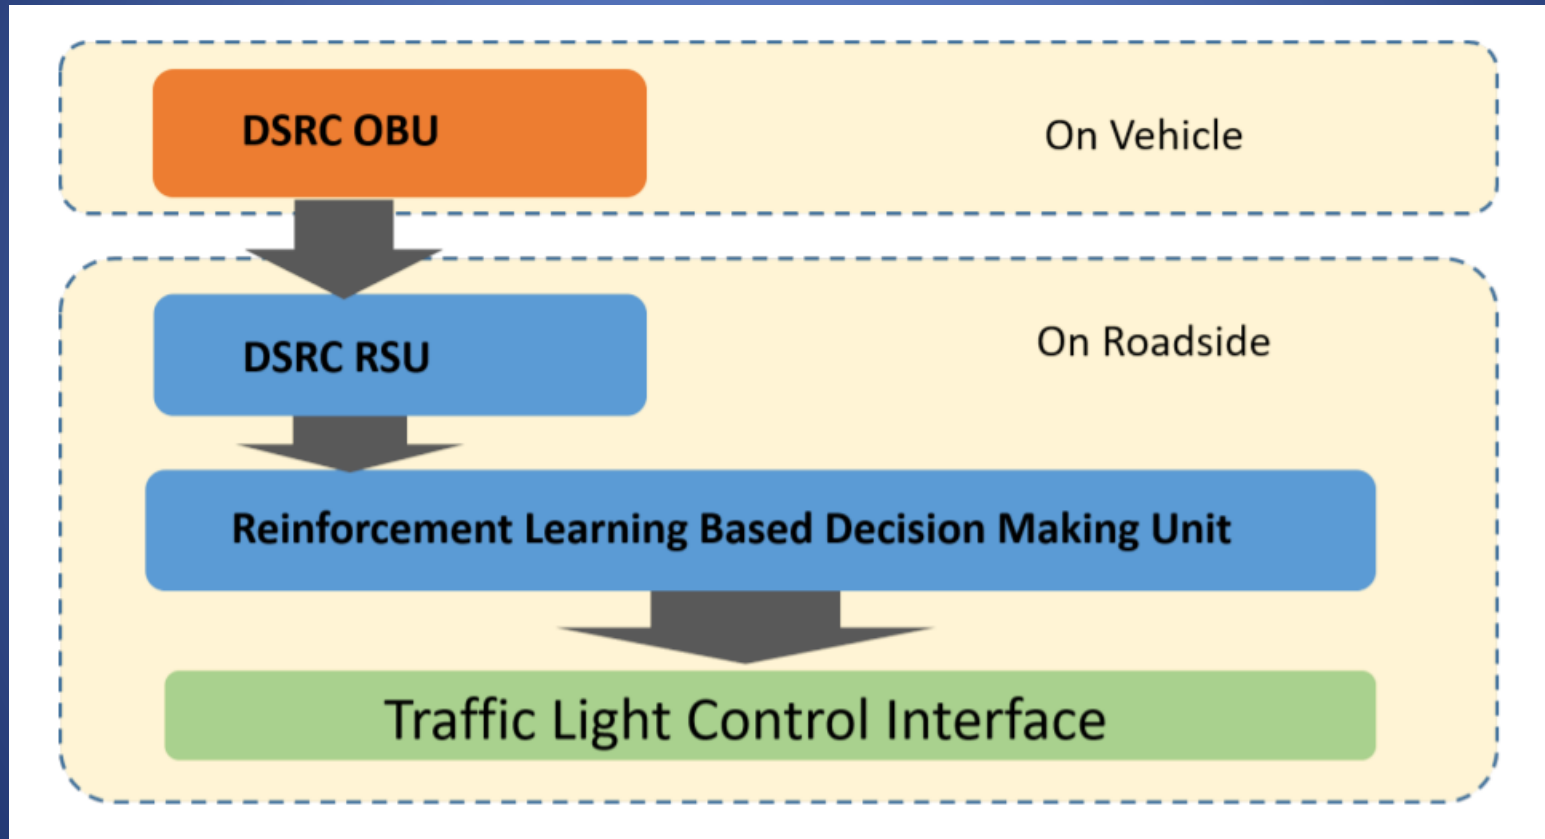 DSRC OBU
On Vehicle
DSRC RSU
On Roadside
Reinforcement Learning Based Decision Making Unit
Traffic Light Control Interface